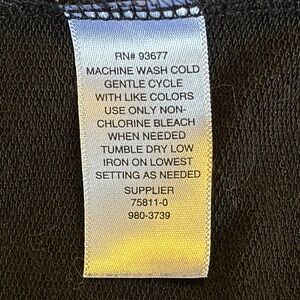 RN# 93677
MACHINE WASH COLD
GENTLE CYCLE
WITH LIKE COLORS
USE ONLY NON-
CHLORINE BLEACH
WHEN NEEDED
TUMBLE DRY LOW
IRON ON LOWEST
SETTING AS NEEDED
SUPPLIER
75811-0
980-3739